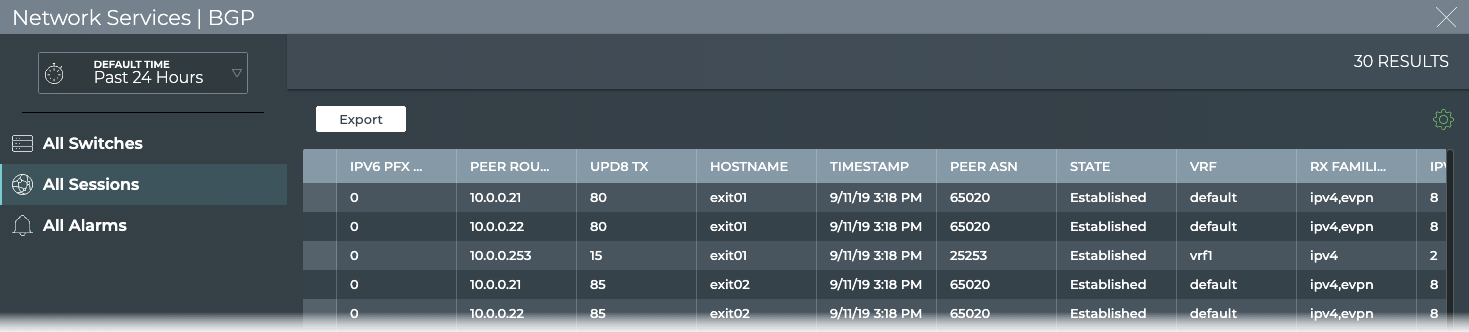 Network Services | BGP
DEFAULT TIME
Past 24 Hours
30 RESULTS
All Switches
All Sessions
All Alarms
Export
IPV6 PFX ... PEER ROU... UPD8 TX HOSTNAME TIMESTAMP PEER ASN STATE VRF RX FAMILI...
0 10.0.0.21 80 exit01 9/11/19 3:18 PM 65020 Established default ipv4,evpn 8
0 10.0.0.22 80 exit01 9/11/19 3:18 PM 65020 Established default ipv4,evpn 8
0 10.0.0.253 15 exit01 9/11/19 3:18 PM 25253 Established vrf1 ipv4 2
0 10.0.0.21 85 exit02 9/11/19 3:18 PM 65020 Established default ipv4,evpn 8
0 10.0.0.22 85 exit02 9/11/19 3:18 PM 65020 Established default ipv4,evpn 8